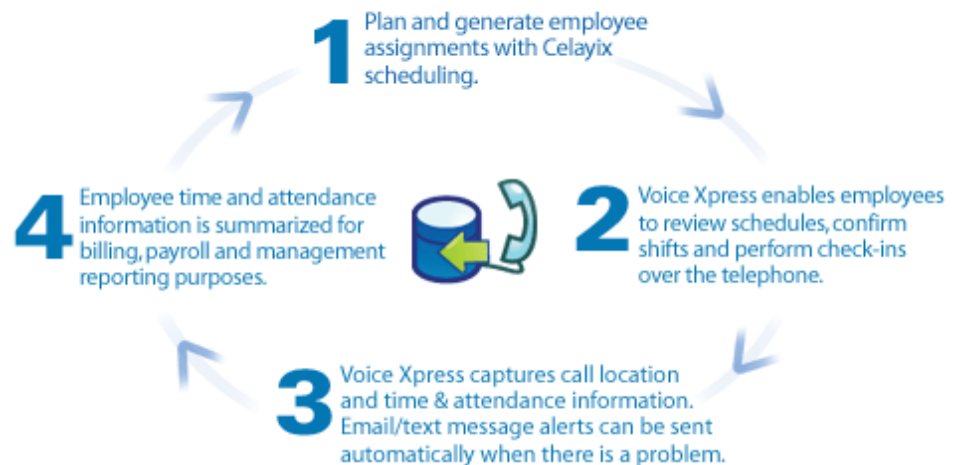 1
Plan and generate employee
assignments with Celayix
scheduling.
2
Voice Xpress enables employees
to review schedules, confirm
shifts and perform check-ins
over the telephone.
3
Voice Xpress captures call location
and time & attendance information.
Email/text message alerts can be sent
automatically when there is a problem.
4
Employee time and attendance
information is summarized for
billing, payroll and management
reporting purposes.